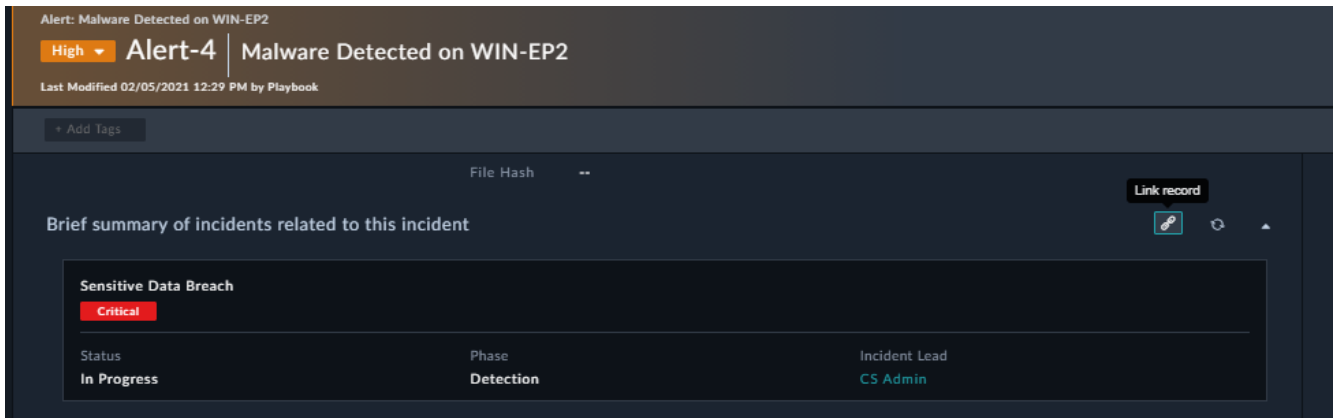 Alert: Malware Detected on WIN-EP2
High Alert-4 Malware Detected on WIN-EP2
Last Modified 02/05/2021 12:29 PM by Playbook
+ Add Tags
File Hash --
Link record
Brief summary of incidents related to this incident
Sensitive Data Breach
Critical
Status Phase Incident Lead
In Progress Detection CS Admin